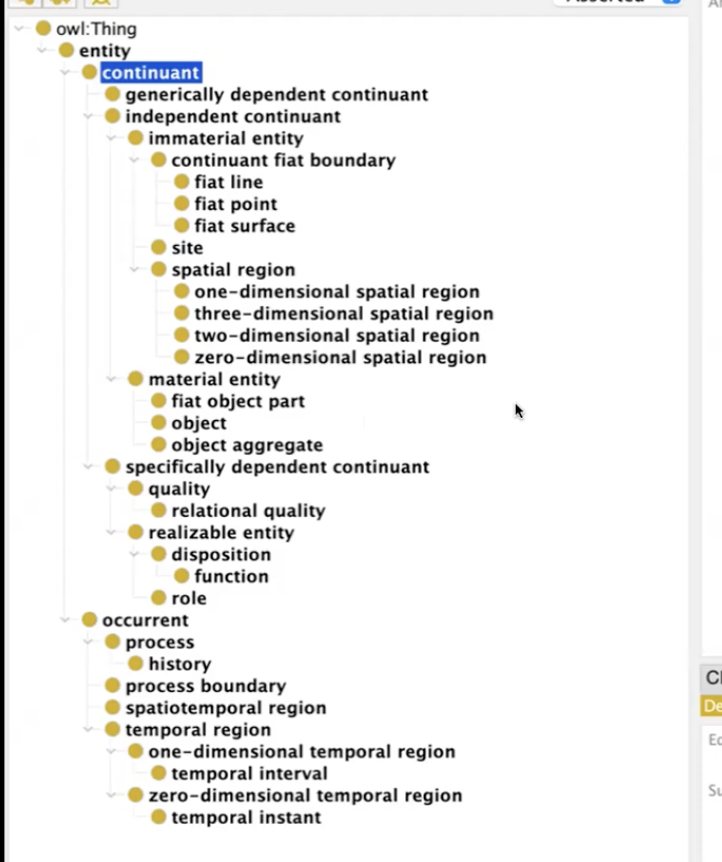 owl:Thing
entity
continuant
generically dependent continuant
independent continuant
immaterial entity
continuant fiat boundary
fiat line
fiat point
fiat surface
site
spatial region
one-dimensional spatial region
three-dimensional spatial region
two-dimensional spatial region
zero-dimensional spatial region
material entity
fiat object part
object
object aggregate
specifically dependent continuant
quality
relational quality
realizable entity
disposition
function
role
occurrent
process
history
process boundary
spatiotemporal region
temporal region
one-dimensional temporal region
temporal interval
zero-dimensional temporal region
temporal instant